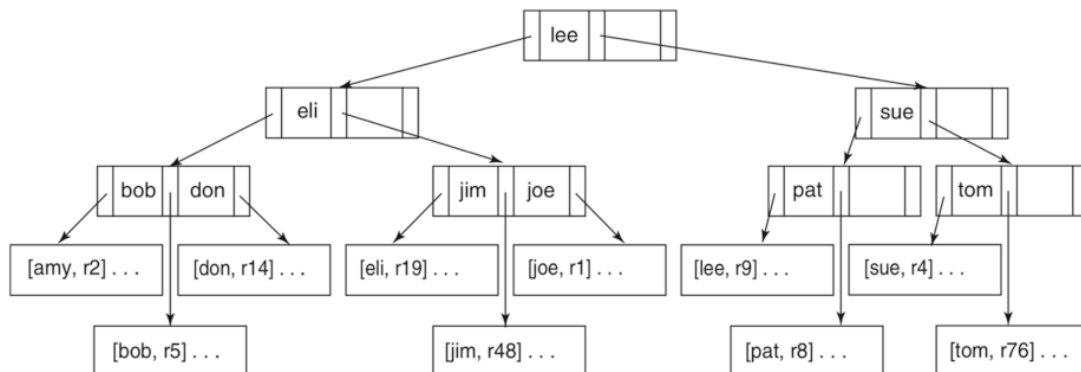 lee
eli
sue
bob don
jim joe
pat
tom
[amy, r2] . . .
[don, r14] . . .
[eli, r19] . . .
[joe, r1] . . .
[lee, r9] . . .
[sue, r4] . . .
[bob, r5] . . .
[jim, r48] . . .
[pat, r8] . . .
[tom, r76] . . .